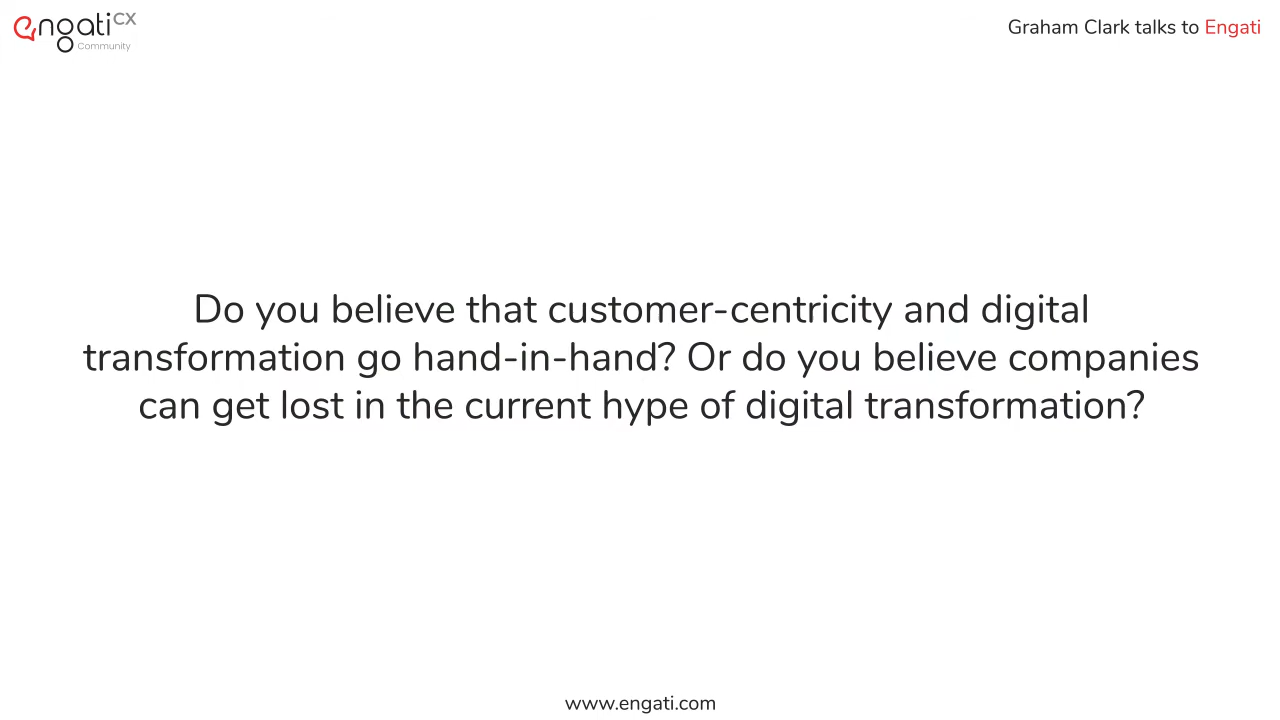 engati CX
Community
Graham Clark talks to Engati
Do you believe that customer-centricity and digital
transformation go hand-in-hand? Or do you believe companies
can get lost in the current hype of digital transformation?
www.engati.com